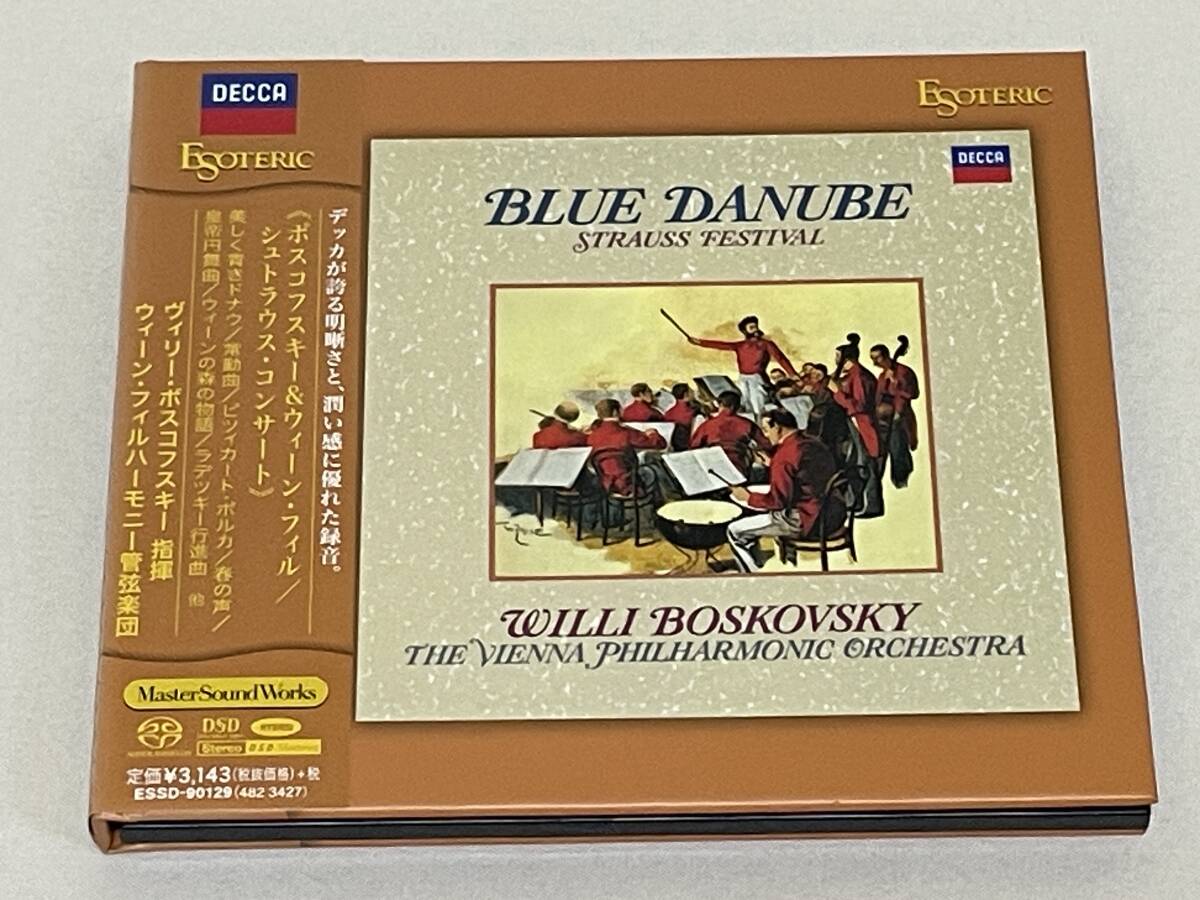 DECCA
ESOTERIC
デッカが誇る明晰さと、潤い感に優れた録音。
《ボスコフスキー&ウィーン・フィル/
シュトラウス・コンサート》
美しく青きドナウ/常動曲/ピツィカート・ポルカ/春の声/
皇帝円舞曲/ウィーンの森の物語/ラデツキー行進曲 他
ヴィリー・ボスコフスキー 指揮
ウィーン・フィルハーモニー管弦楽団
MasterSoundWorks
DSD
Stereo DSD Mastering
定価¥3,143(税抜価格)+税
ESSD-90129(482 3427)
ESOTERIC
DECCA
BLUE DANUBE
STRAUSS FESTIVAL
WILLI BOSKOVSKY
THE VIENNA PHILHARMONIC ORCHESTRA